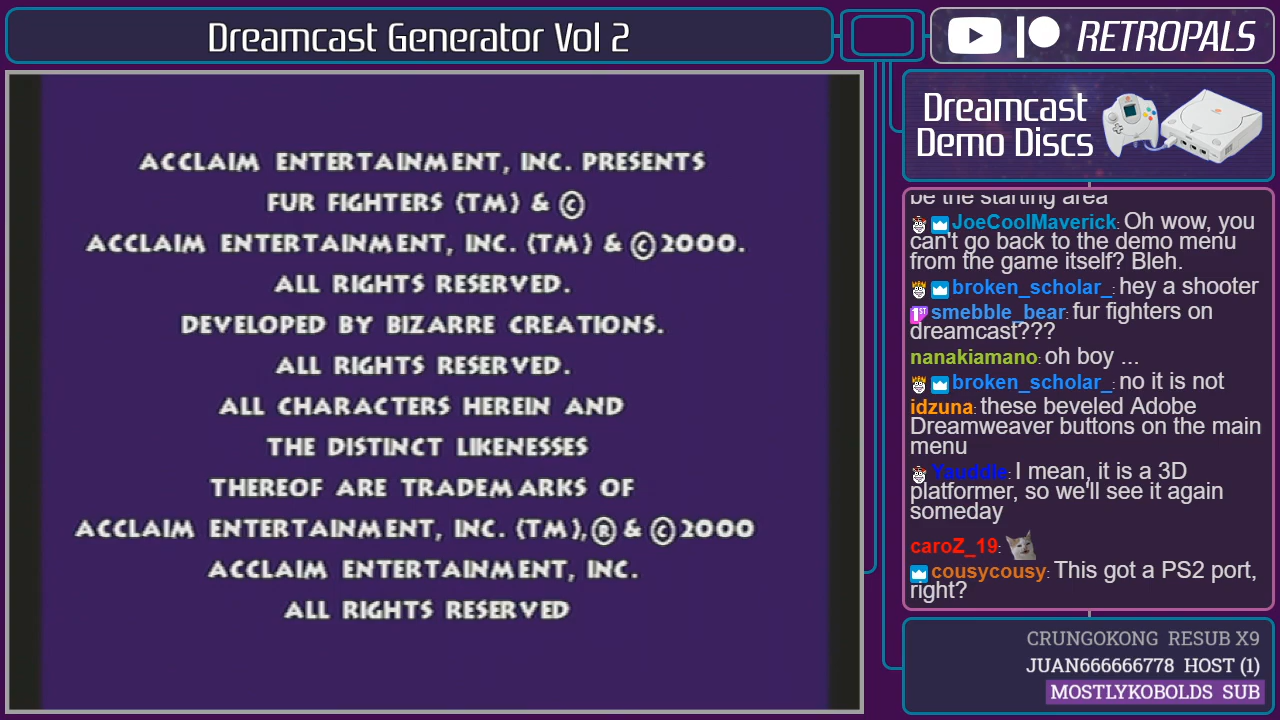 Dreamcast Generator Vol 2
RETROPALS
Dreamcast
Demo Discs
ACCLAIM ENTERTAINMENT, INC. PRESENTS
FUR FIGHTERS (TM) & ©
ACCLAIM ENTERTAINMENT, INC. (TM) & ©2000.
ALL RIGHTS RESERVED.
DEVELOPED BY BIZARRE CREATIONS.
ALL RIGHTS RESERVED.
ALL CHARACTERS HEREIN AND
THE DISTINCT LIKENESSES
THEREOF ARE TRADEMARKS OF
ACCLAIM ENTERTAINMENT, INC. (TM),® & ©2000
ACCLAIM ENTERTAINMENT, INC.
ALL RIGHTS RESERVED
be the starting area
JoeCoolMaverick: Oh wow, you
can't go back to the demo menu
from the game itself? Bleh.
broken_scholar_: hey a shooter
1ST smebble_bear: fur fighters on
dreamcast???
nanakiamano: oh boy ...
broken_scholar_: no it is not
idzuna: these beveled Adobe
Dreamweaver buttons on the main
menu
Yauddle: I mean, it is a 3D
platformer, so we'll see it again
someday
caroZ_19:
cousycousy: This got a PS2 port,
right?
CRUNGOKONG RESUB X9
JUAN666666778 HOST (1)
MOSTLYKOBOLDS SUB